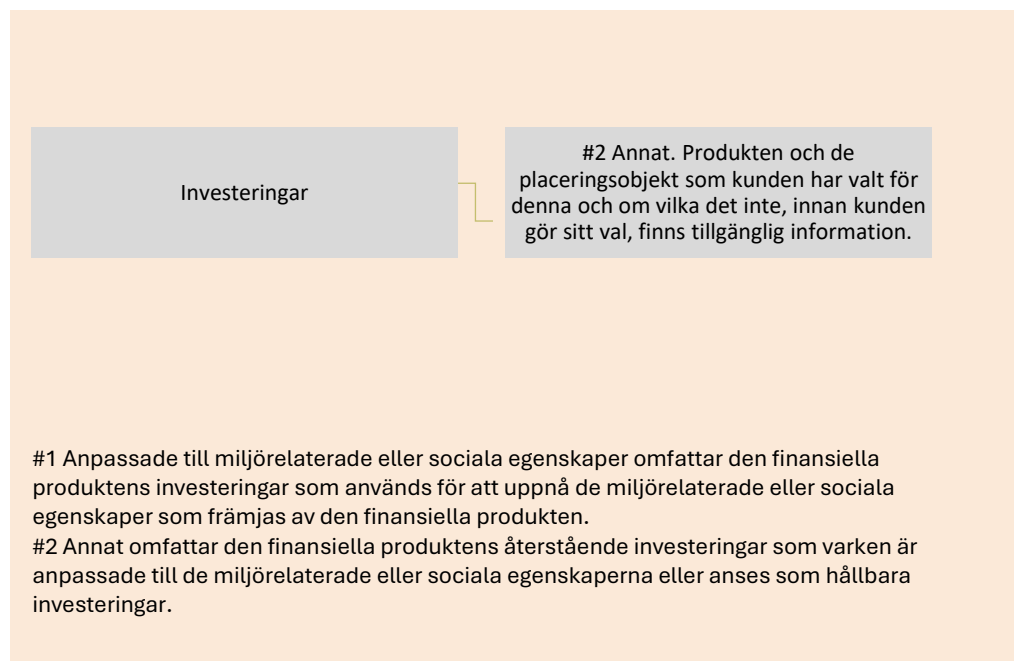 Investeringar
#2 Annat. Produkten och de
placeringsobjekt som kunden har valt för
denna och om vilka det inte, innan kunden
gör sitt val, finns tillgänglig information.
#1 Anpassade till miljörelaterade eller sociala egenskaper omfattar den finansiella
produktens investeringar som används för att uppnå de miljörelaterade eller sociala
egenskaper som främjas av den finansiella produkten.
#2 Annat omfattar den finansiella produktens återstående investeringar som varken är
anpassade till de miljörelaterade eller sociala egenskaperna eller anses som hållbara
investeringar.